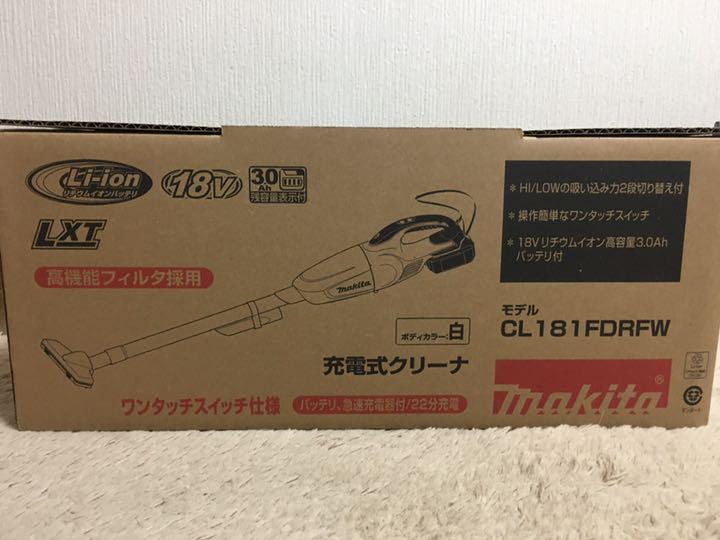 Li-ion
リチウムイオンバッテリ
18V
3.0
Ah
残容量表示付
LXT
高機能フィルタ採用
makita
ボディカラー:白
充電式クリーナ
ワンタッチスイッチ仕様
バッテリ、急速充電器付/22分充電
＊HI/LOWの吸い込み力2段切り替え付
＊操作簡単なワンタッチスイッチ
＊18Vリチウムイオン高容量3.0Ah
バッテリ付
モデル
CL181FDRFW
makita®